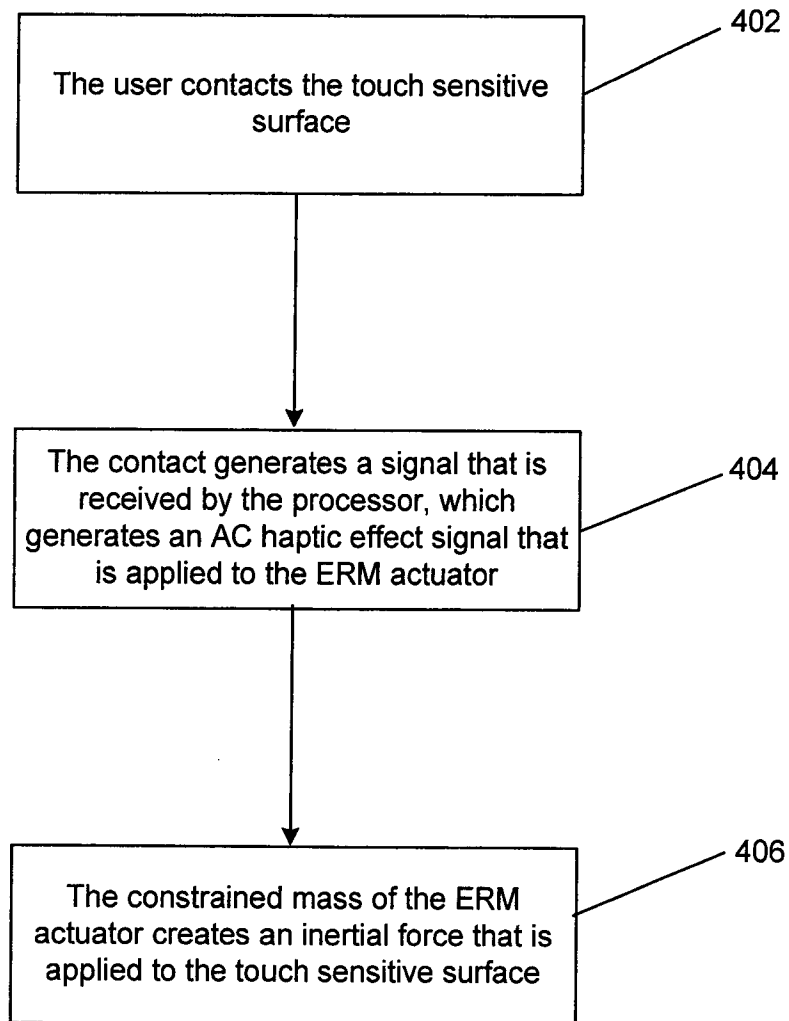 402
The user contacts the touch sensitive
surface
The contact generates a signal that is
received by the processor, which
generates an AC haptic effect signal that
is applied to the ERM actuator
404
The constrained mass of the ERM
actuator creates an inertial force that is
applied to the touch sensitive surface
406